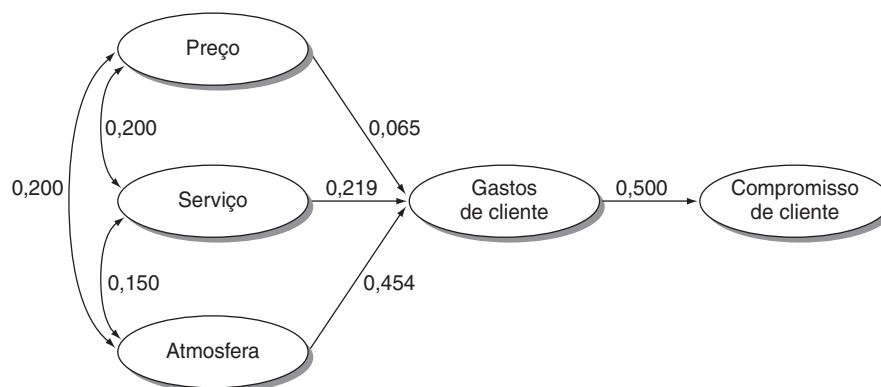 Preço
0,200
0,065
0,200
Serviço
0,219
Gastos
de cliente
0,500
Compromisso
de cliente
0,150
0,454
Atmosfera